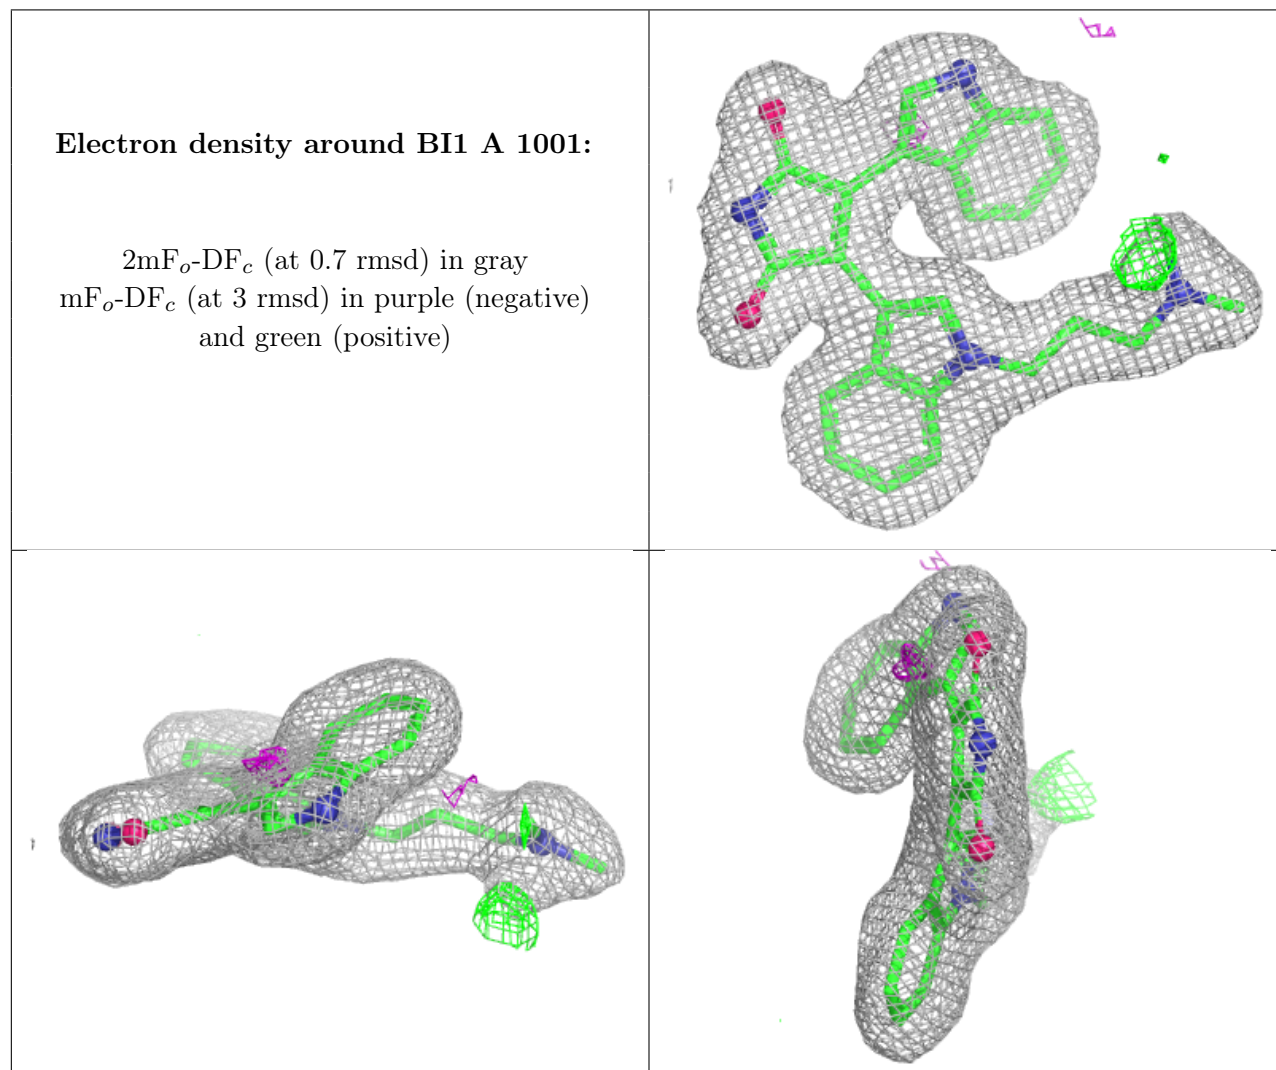 Electron density around BI1 A 1001:
2mFo-DFc (at 0.7 rmsd) in gray
mFo-DFc (at 3 rmsd) in purple (negative)
and green (positive)